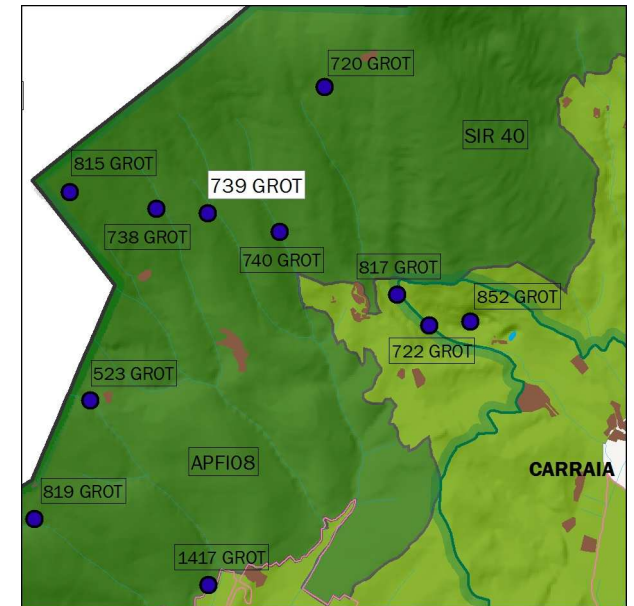 720 GROT
SIR 40
815 GROT
739 GROT
738 GROT
740 GROT
817 GROT
852 GROT
722 GROT
523 GROT
APFI08
CARRAIA
819 GROT
1417 GROT